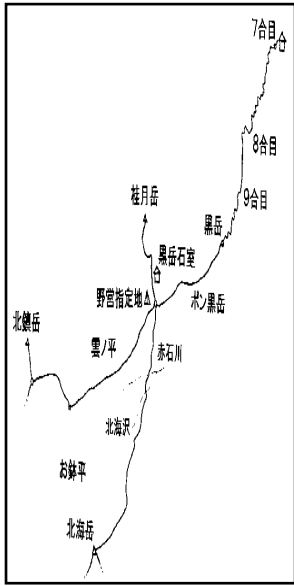 7合目
8合目
9合目
桂月岳
黒岳
黒岳石室
野営指定地
ポン黒岳
北鎮岳
雲ノ平
赤石川
北海沢
お鉢平
北海岳